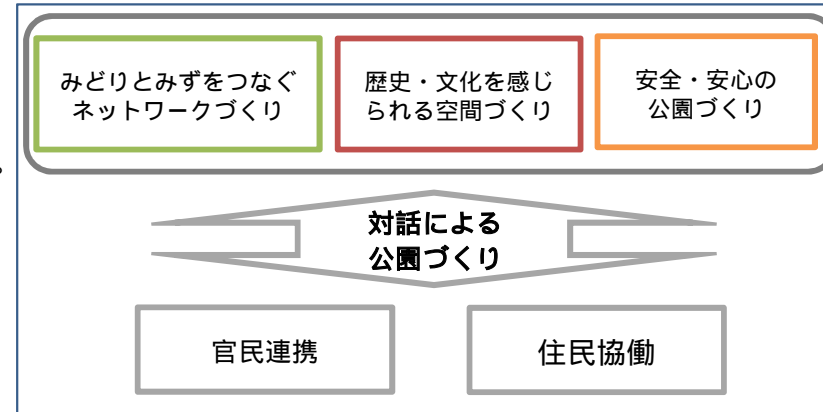 みどりとみずをつなぐ
ネットワークづくり
歴史・文化を感じ
られる空間づくり
安全・安心の
公園づくり
対話による
公園づくり
官民連携
住民協働